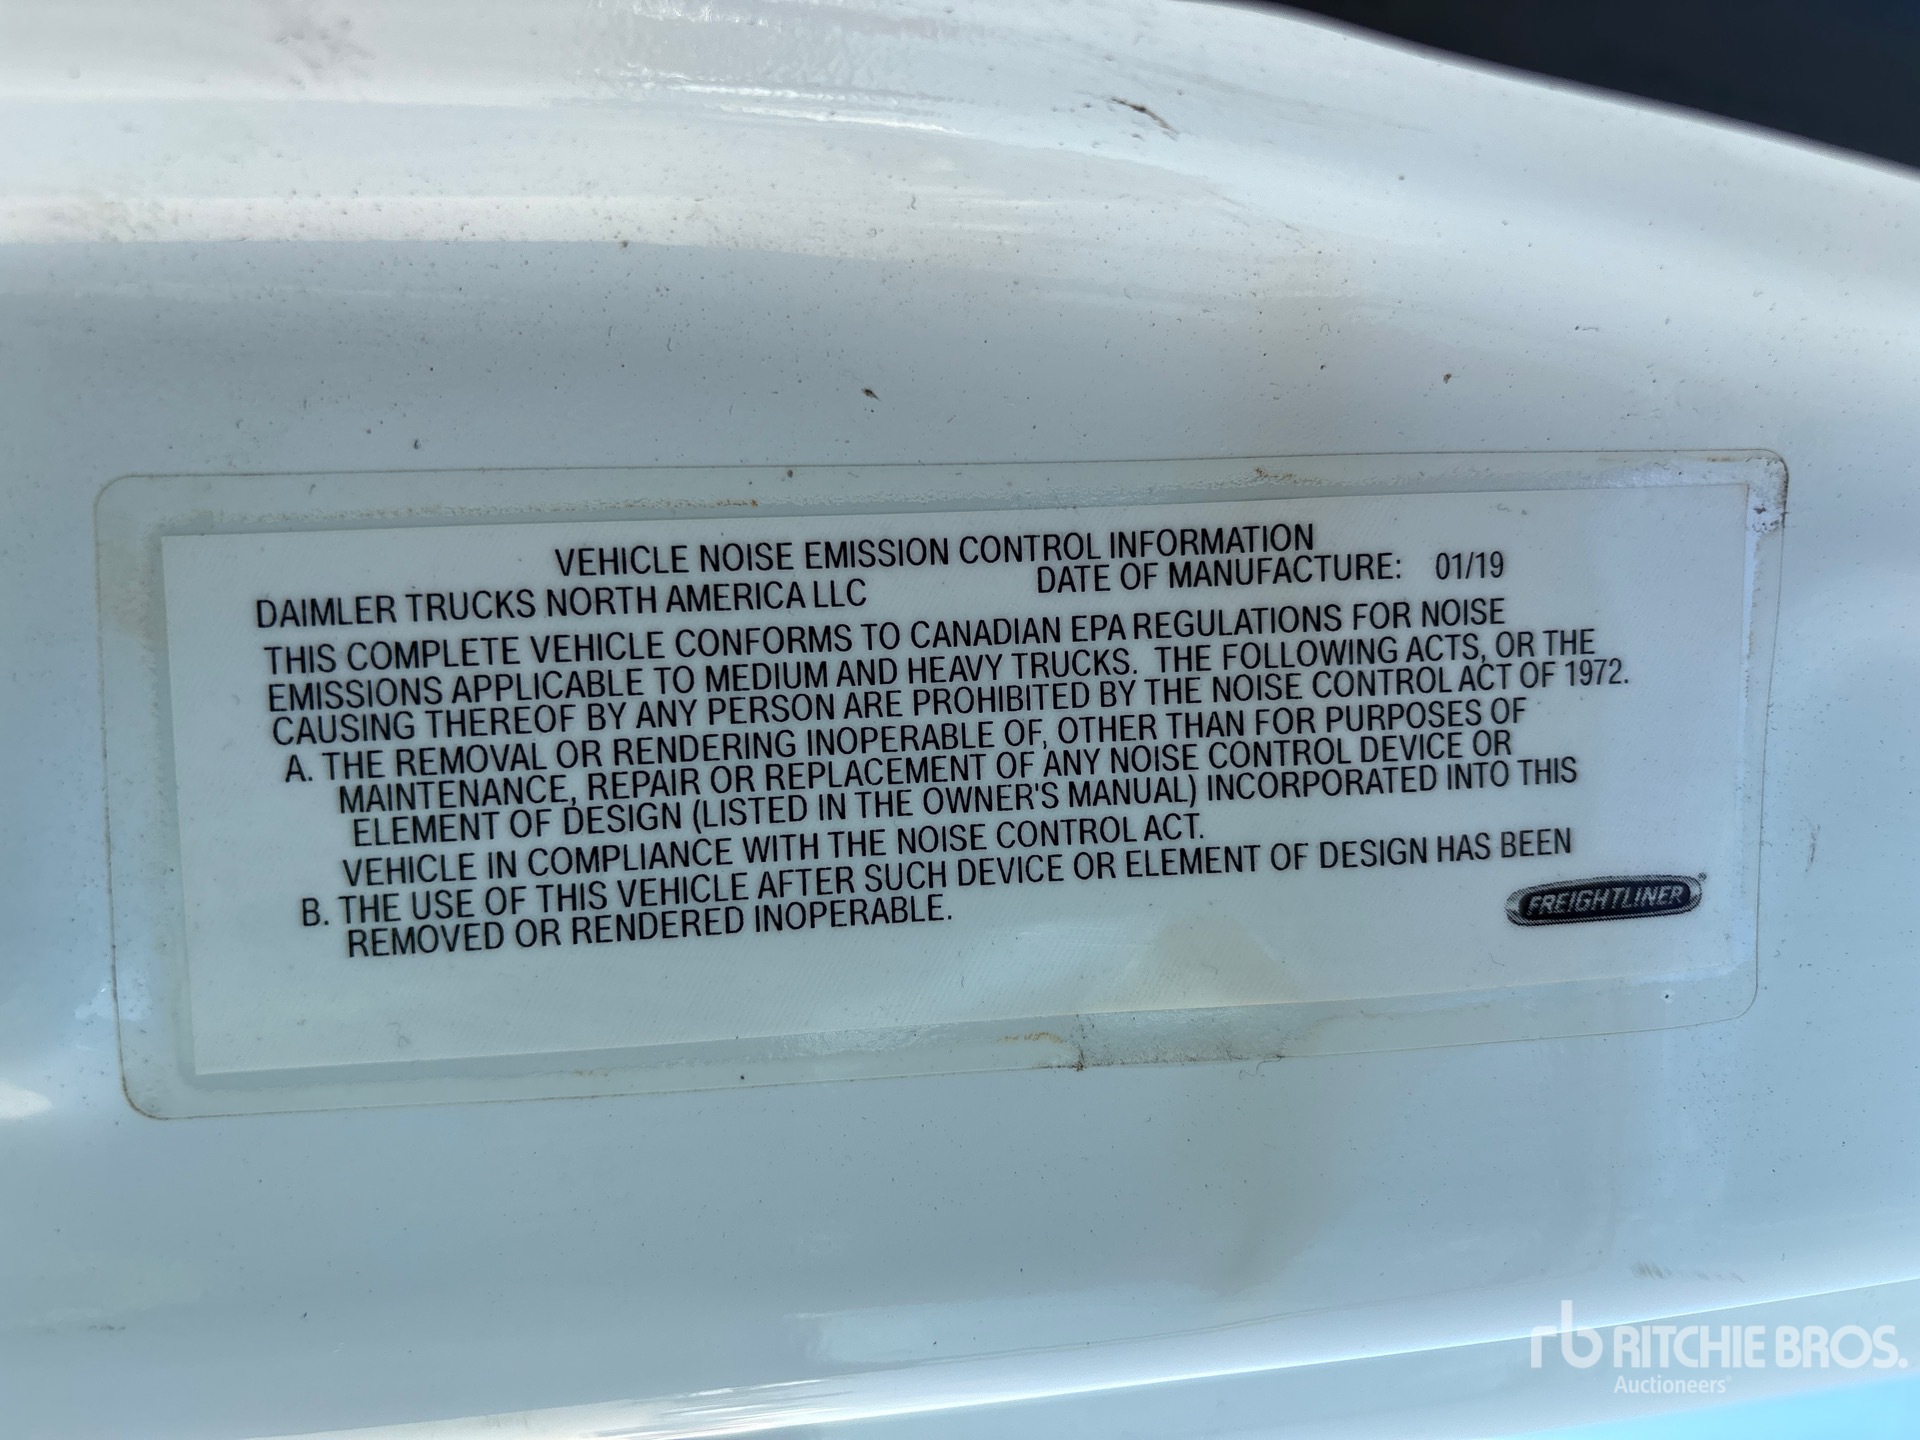 VEHICLE NOISE EMISSION CONTROL INFORMATION
DAIMLER TRUCKS NORTH AMERICA LLC DATE OF MANUFACTURE: 01/19
THIS COMPLETE VEHICLE CONFORMS TO CANADIAN EPA REGULATIONS FOR NOISE
EMISSIONS APPLICABLE TO MEDIUM AND HEAVY TRUCKS. THE FOLLOWING ACTS, OR THE
CAUSING THEREOF BY ANY PERSON ARE PROHIBITED BY THE NOISE CONTROL ACT OF 1972.
A. THE REMOVAL OR RENDERING INOPERABLE OF, OTHER THAN FOR PURPOSES OF
MAINTENANCE, REPAIR OR REPLACEMENT OF ANY NOISE CONTROL DEVICE OR
ELEMENT OF DESIGN (LISTED IN THE OWNER'S MANUAL) INCORPORATED INTO THIS
VEHICLE IN COMPLIANCE WITH THE NOISE CONTROL ACT.
B. THE USE OF THIS VEHICLE AFTER SUCH DEVICE OR ELEMENT OF DESIGN HAS BEEN
REMOVED OR RENDERED INOPERABLE.
FREIGHTLINER®
rb RITCHIE BROS.
Auctioneers